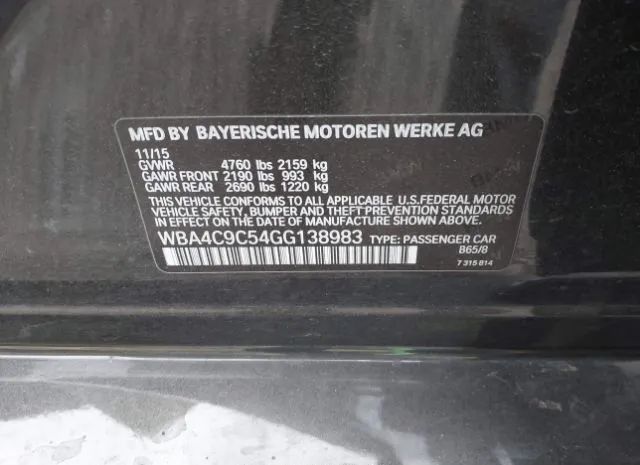 MFD BY BAYERISCHE MOTOREN WERKE AG
11/15
GVWR 4760 lbs 2159 kg
GAWR FRONT 2190 lbs 993 kg
GAWR REAR 2690 lbs 1220 kg
THIS VEHICLE CONFORMS TO ALL APPLICABLE U.S.FEDERAL MOTOR
VEHICLE SAFETY, BUMPER AND THEFT PREVENTION STANDARDS
IN EFFECT ON THE DATE OF MANUFACTURE SHOWN ABOVE.
WBA4C9C54GG138983 TYPE: PASSENGER CAR
865/8
7 315 814